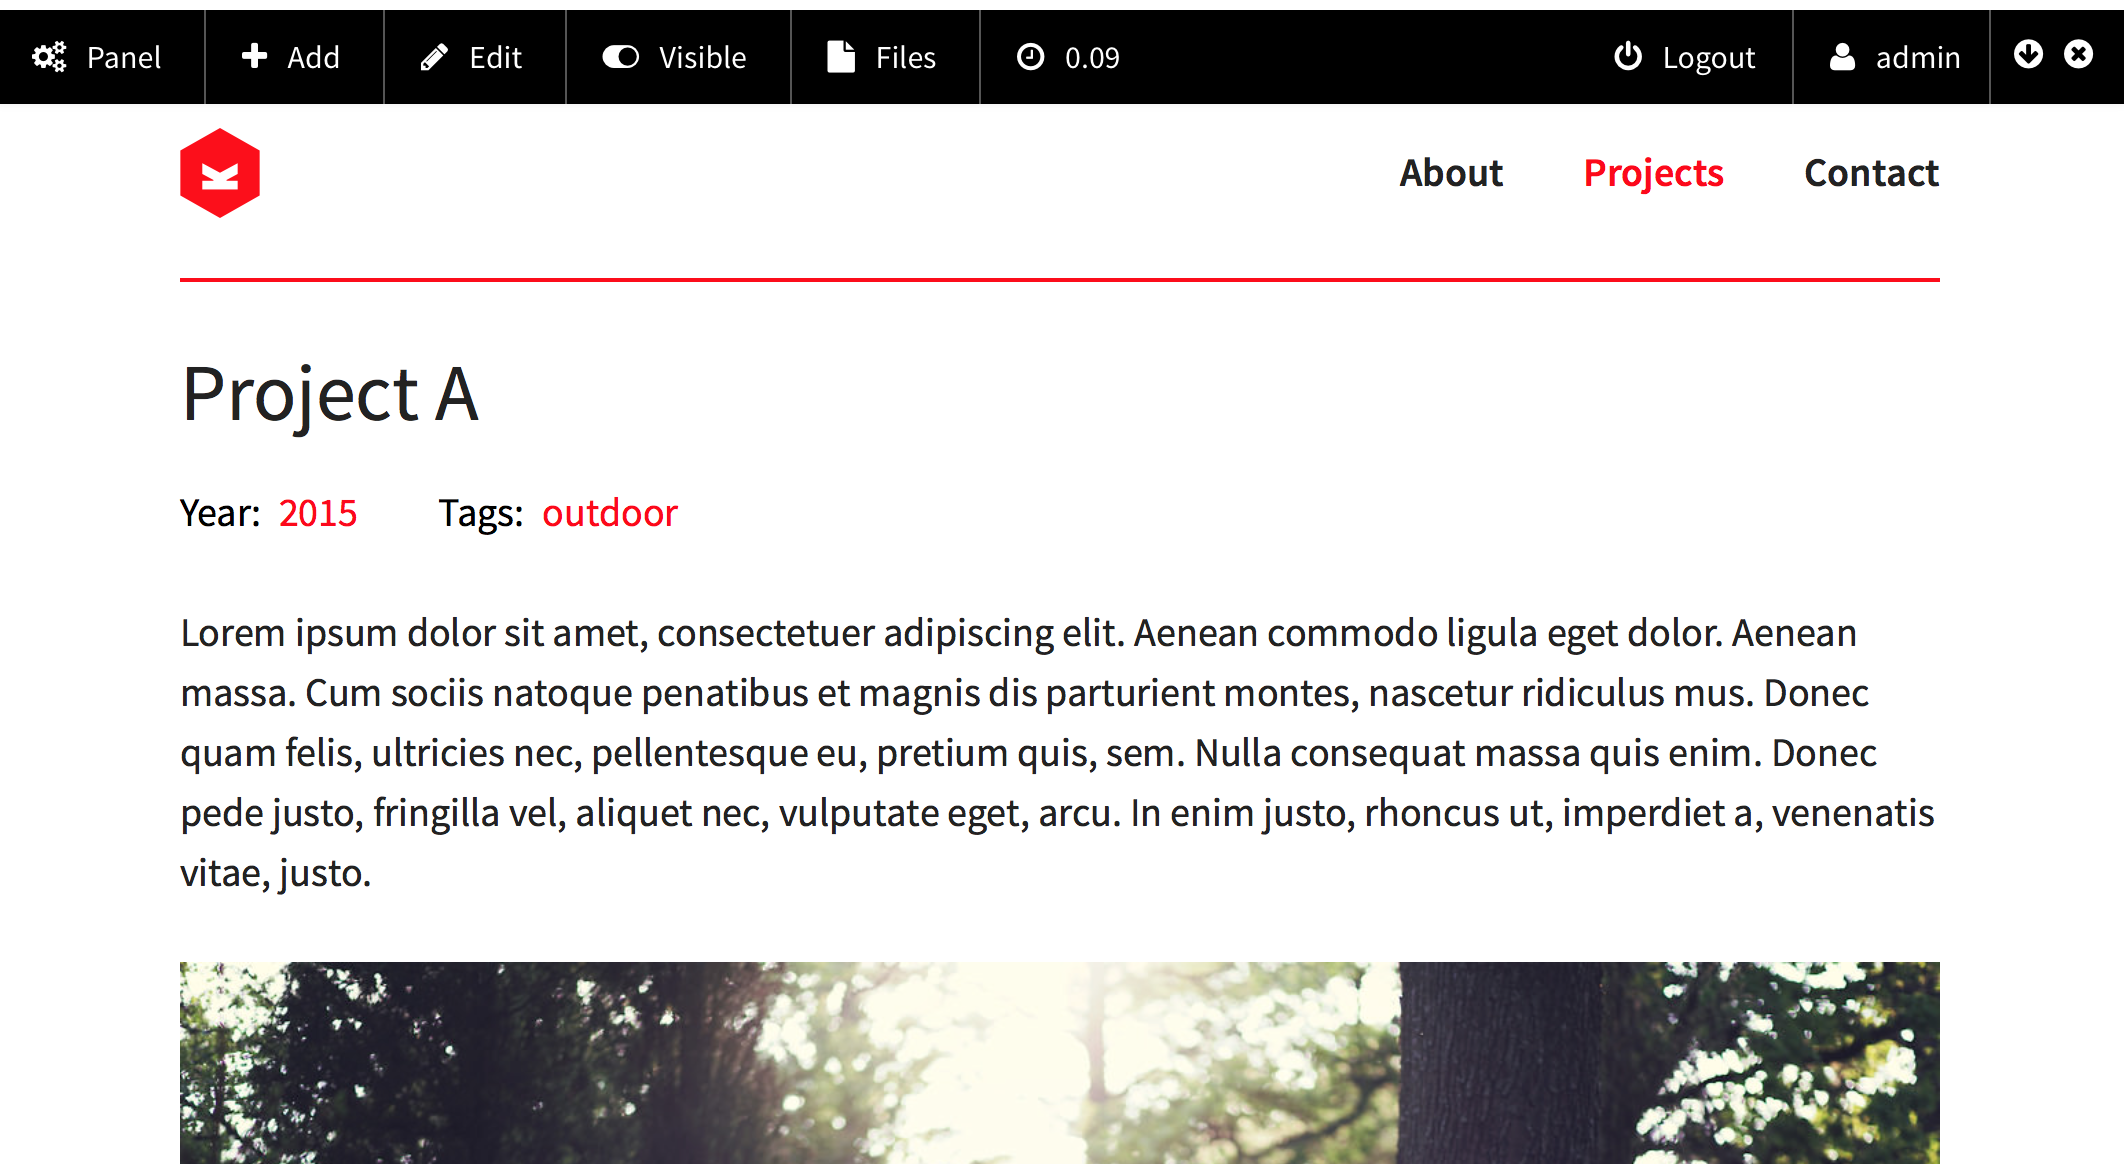 Panel Add Edit Visible Files 0.09 Logout admin
About Projects Contact
Project A
Year: 2015 Tags: outdoor
Lorem ipsum dolor sit amet, consectetuer adipiscing elit. Aenean commodo ligula eget dolor. Aenean
massa. Cum sociis natoque penatibus et magnis dis parturient montes, nascetur ridiculus mus. Donec
quam felis, ultricies nec, pellentesque eu, pretium quis, sem. Nulla consequat massa quis enim. Donec
pede justo, fringilla vel, aliquet nec, vulputate eget, arcu. In enim justo, rhoncus ut, imperdiet a, venenatis
vitae, justo.